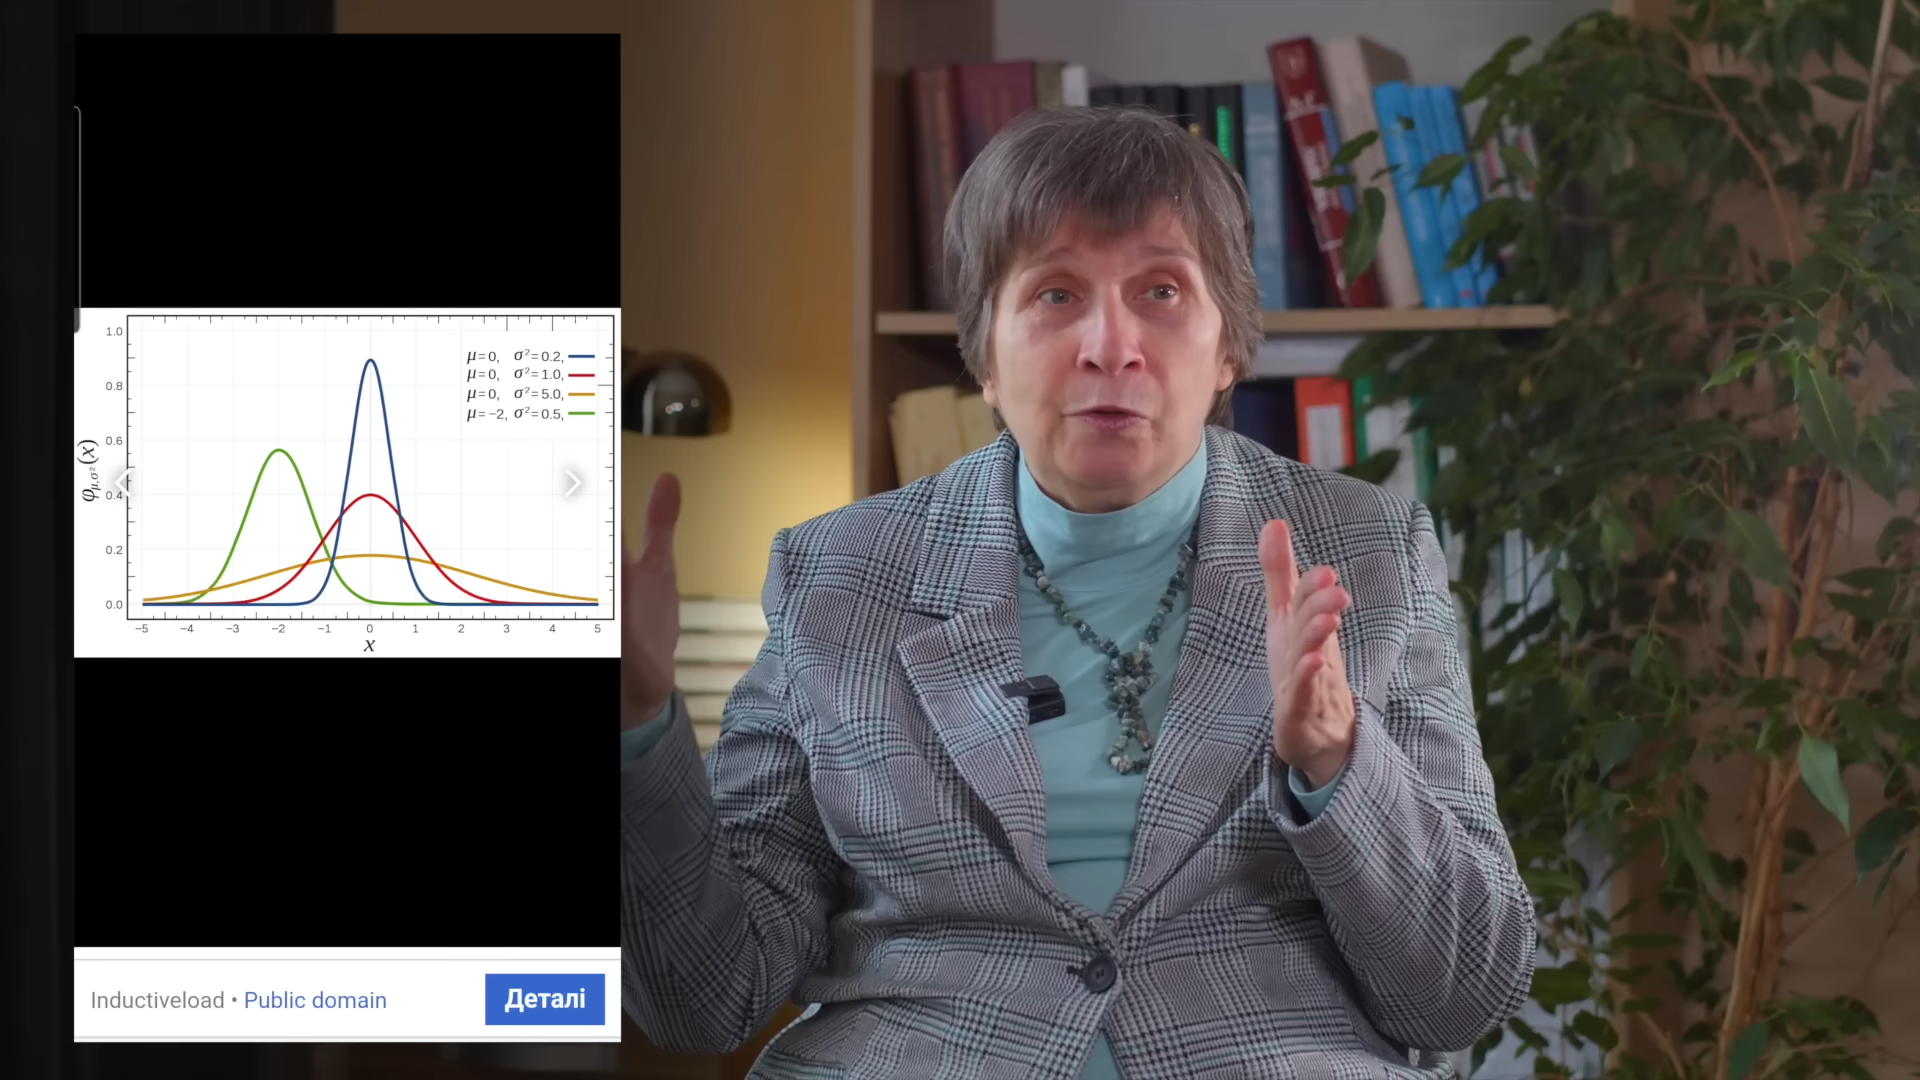 1.0
0.8
0.6
0.4
0.2
0.0
φμ,σ²(x)
μ=0, σ²=0.2,
μ=0, σ²=1.0,
μ=0, σ²=5.0,
μ=−2, σ²=0.5,
−5 −4 −3 −2 −1 0 1 2 3 4 5
x
Inductiveload • Public domain
Деталі